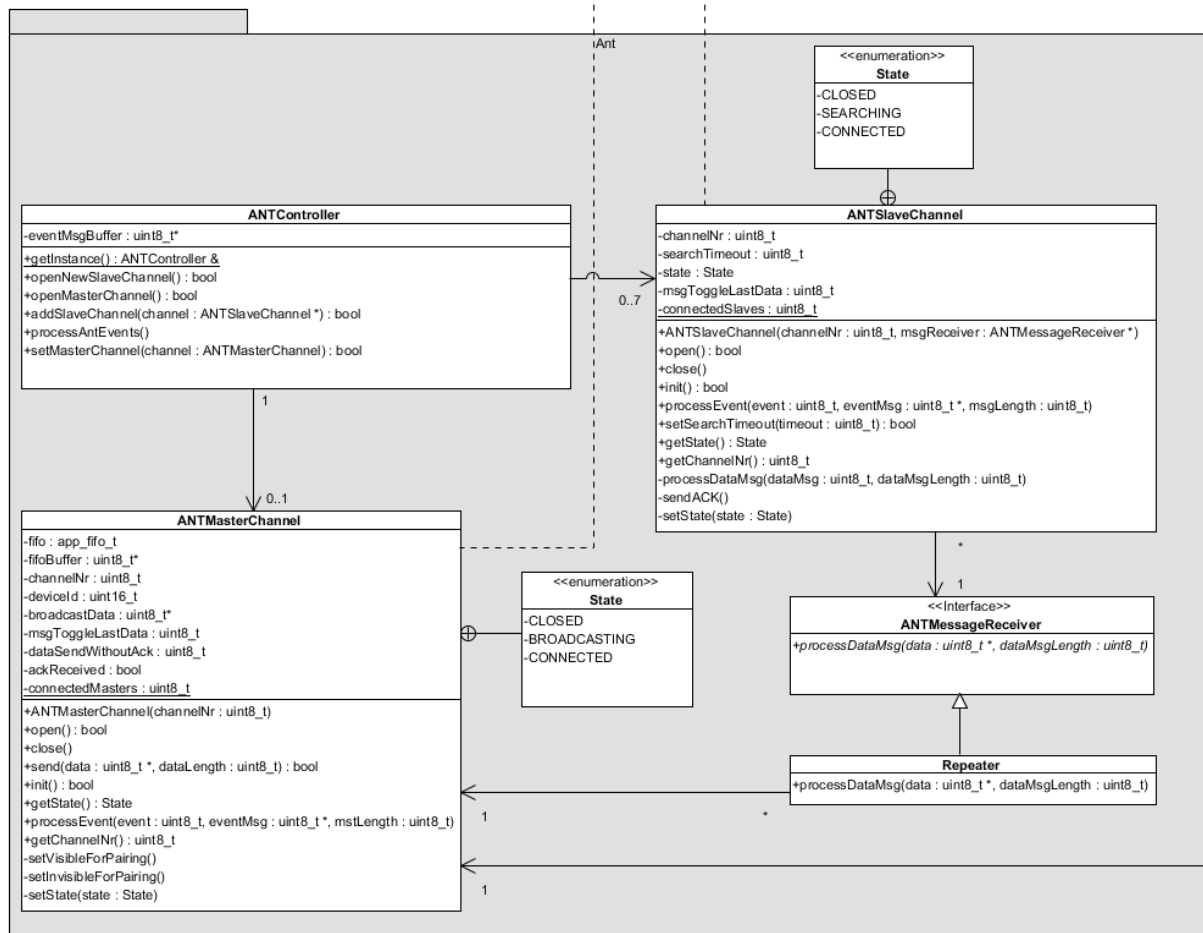 Ant
<<enumeration>>
State
-CLOSED
-SEARCHING
-CONNECTED
ANTController
-eventMsgBuffer : uint8_t*
+getInstance() : ANTController &
+openNewSlaveChannel() : bool
+openMasterChannel() : bool
+addSlaveChannel(channel : ANTSlaveChannel *) : bool
+processAntEvents()
+setMasterChannel(channel : ANTMasterChannel) : bool
0..7
ANTSlaveChannel
-channelNr : uint8_t
-searchTimeout : uint8_t
-state : State
-msgToggleLastData : uint8_t
-connectedSlaves : uint8_t
+ANTSlaveChannel(channelNr : uint8_t, msgReceiver : ANTMessageReceiver *)
+open() : bool
+close()
+init() : bool
+processEvent(event : uint8_t, eventMsg : uint8_t *, msgLength : uint8_t)
+setSearchTimeout(timeout : uint8_t) : bool
+getState() : State
+getChannelNr() : uint8_t
-processDataMsg(dataMsg : uint8_t, dataMsgLength : uint8_t)
-sendACK()
-setState(state : State)
1
0..1
ANTMasterChannel
-fifo : app_fifo_t
-fifoBuffer : uint8_t*
-channelNr : uint8_t
-deviceId : uint16_t
-broadcastData : uint8_t*
-msgToggleLastData : uint8_t
-dataSendWithoutAck : uint8_t
-ackReceived : bool
-connectedMasters : uint8_t
+ANTMasterChannel(channelNr : uint8_t)
+open() : bool
+close()
+send(data : uint8_t *, dataLength : uint8_t) : bool
+init() : bool
+getState() : State
+processEvent(event : uint8_t, eventMsg : uint8_t *, mstLength : uint8_t)
+getChannelNr() : uint8_t
-setVisibleForPairing()
-setInvisibleForPairing()
-setState(state : State)
<<enumeration>>
State
-CLOSED
-BROADCASTING
-CONNECTED
*
1
<<Interface>>
ANTMessageReceiver
+processDataMsg(data : uint8_t *, dataMsgLength : uint8_t)
Repeater
+processDataMsg(data : uint8_t *, dataMsgLength : uint8_t)
1
*
1